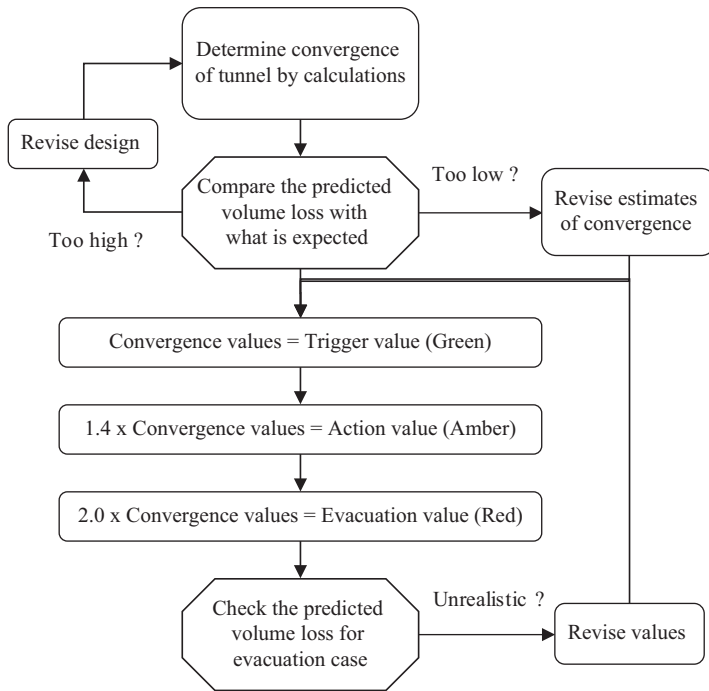 Determine convergence
of tunnel by calculations
Revise design
Compare the predicted
volume loss with
what is expected
Too low ?
Revise estimates
of convergence
Too high ?
Convergence values = Trigger value (Green)
1.4 x Convergence values = Action value (Amber)
2.0 x Convergence values = Evacuation value (Red)
Check the predicted
volume loss for
evacuation case
Unrealistic ?
Revise values